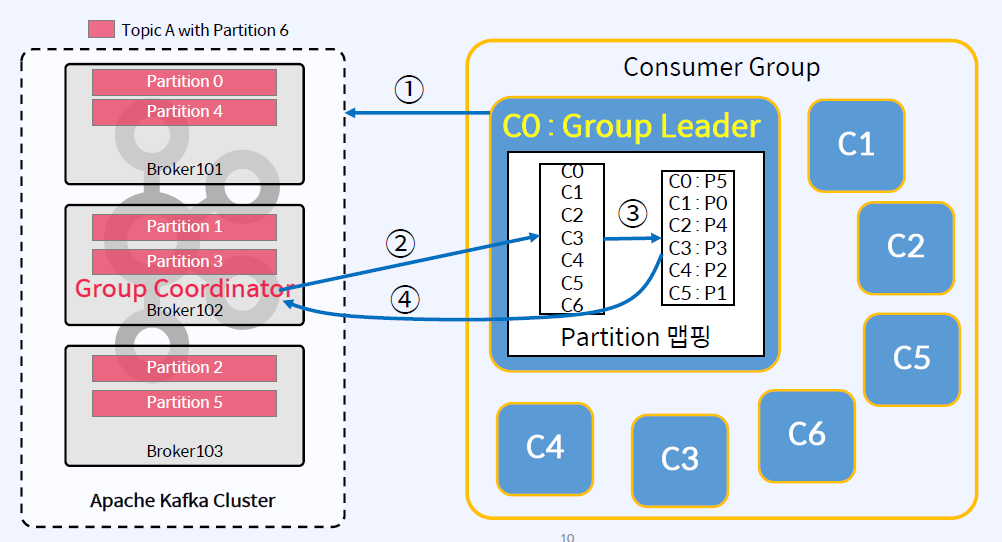 Topic A with Partition 6
Partition 0
Partition 4
Broker101
Partition 1
Partition 3
Group Coordinator
Broker102
Partition 2
Partition 5
Broker103
Apache Kafka Cluster
①
②
④
Consumer Group
C0 : Group Leader
C0
C1
C2
C3
C4
C5
C6
③
C0 : P5
C1 : P0
C2 : P4
C3 : P3
C4 : P2
C5 : P1
Partition 맵핑
C1
C2
C5
C6
C3
C4
10